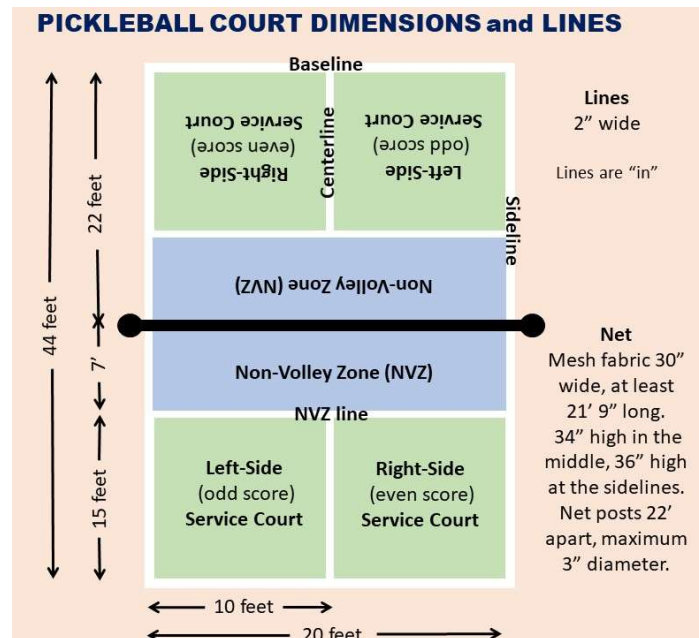 PICKLEBALL COURT DIMENSIONS and LINES
Baseline
Right-Side
(even score)
Service Court
Centerline
Left-Side
(odd score)
Service Court
Sideline
Lines
2” wide
Lines are “in”
22 feet
44 feet
7’
15 feet
Non-Volley Zone (NVZ)
Non-Volley Zone (NVZ)
NVZ line
Left-Side
(odd score)
Service Court
Right-Side
(even score)
Service Court
Net
Mesh fabric 30”
wide, at least
21’ 9” long.
34” high in the
middle, 36” high
at the sidelines.
Net posts 22’
apart, maximum
3” diameter.
10 feet
20 feet